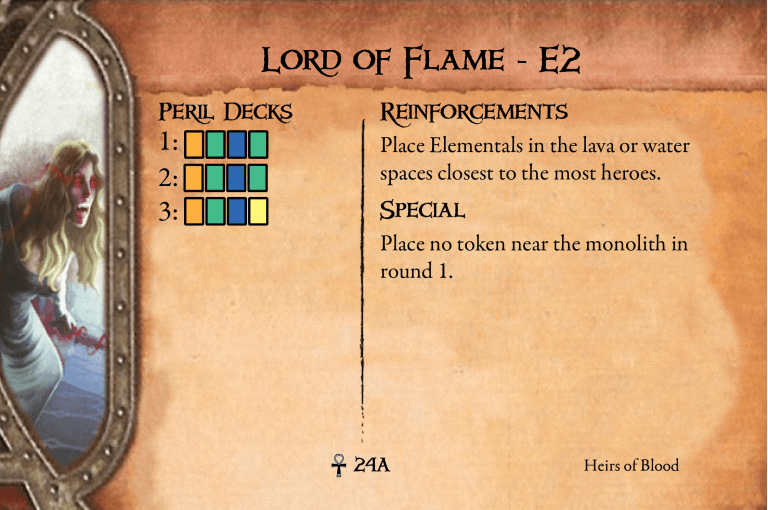 Lord of Flame - E2
Peril Decks
1:
2:
3:
Reinforcements
Place Elementals in the lava or water
spaces closest to the most heroes.
Special
Place no token near the monolith in
round 1.
24A
Heirs of Blood